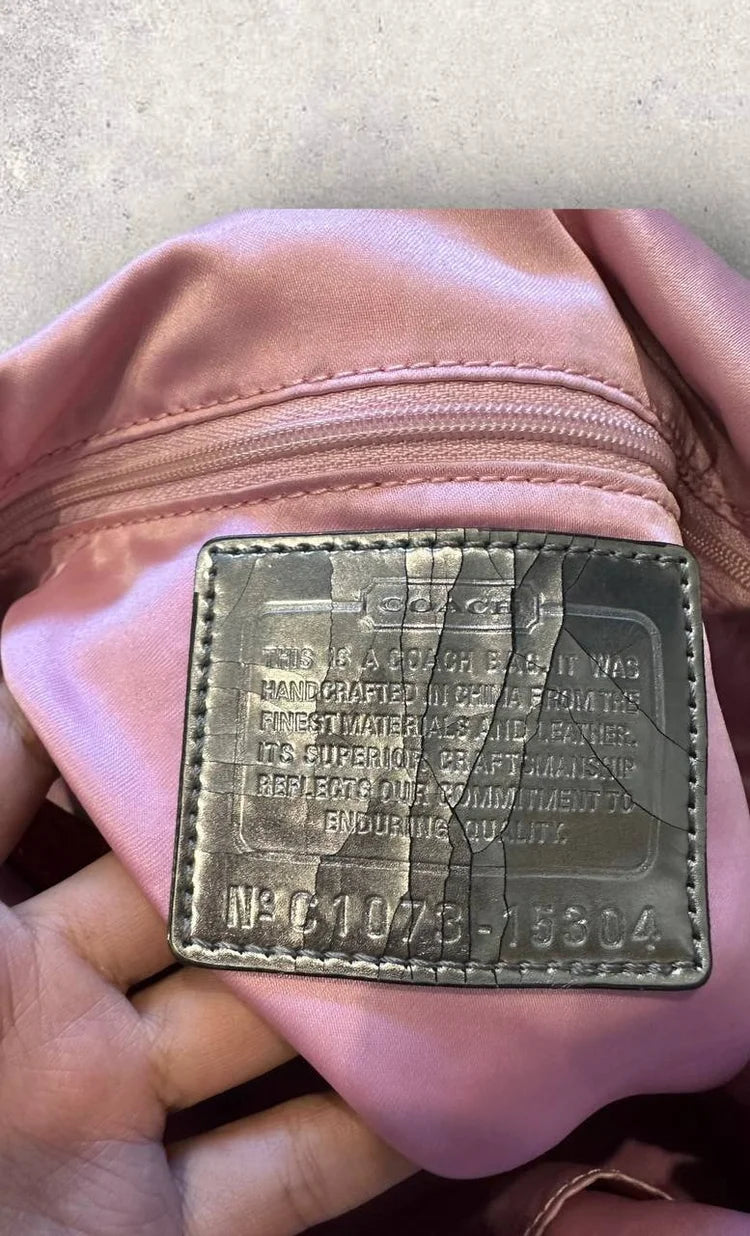 COACH
THIS IS A COACH BAG. IT WAS
HANDCRAFTED IN CHINA FROM THE
FINEST MATERIALS AND LEATHER.
ITS SUPERIOR CRAFTSMANSHIP
REFLECTS OUR COMMITMENT TO
ENDURING QUALITY.
Nº C1073-15304